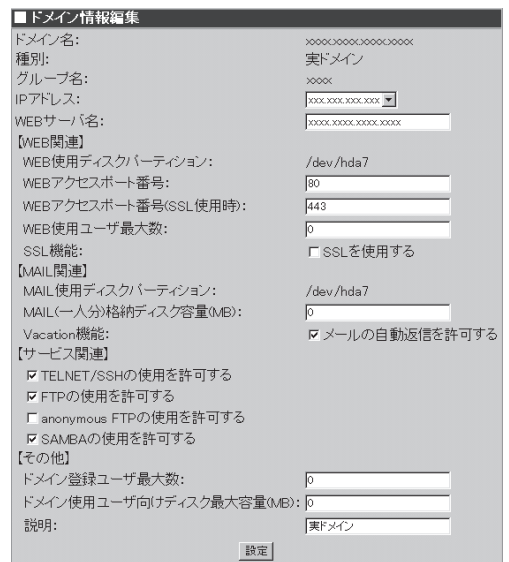 ■ドメイン情報編集
ドメイン名: xxxx.xxxx.xxxx.xxxx
種別: 実ドメイン
グループ名: xxxx
IPアドレス: xxx.xxx.xxx.xxx
WEBサーバ名: xxxx.xxxx.xxxx.xxxx
【WEB関連】
WEB使用ディスクパーティション: /dev/hda7
WEBアクセスポート番号: 80
WEBアクセスポート番号(SSL使用時): 443
WEB使用ユーザ最大数: 0
SSL機能: SSLを使用する
【MAIL関連】
MAIL使用ディスクパーティション: /dev/hda7
MAIL(一人分)格納ディスク容量(MB): 0
Vacation機能: メールの自動返信を許可する
【サービス関連】
TELNET/SSHの使用を許可する
FTPの使用を許可する
anonymous FTPの使用を許可する
SAMBAの使用を許可する
【その他】
ドメイン登録ユーザ最大数: 0
ドメイン使用ユーザ向けディスク最大容量(MB): 0
説明: 実ドメイン
設定